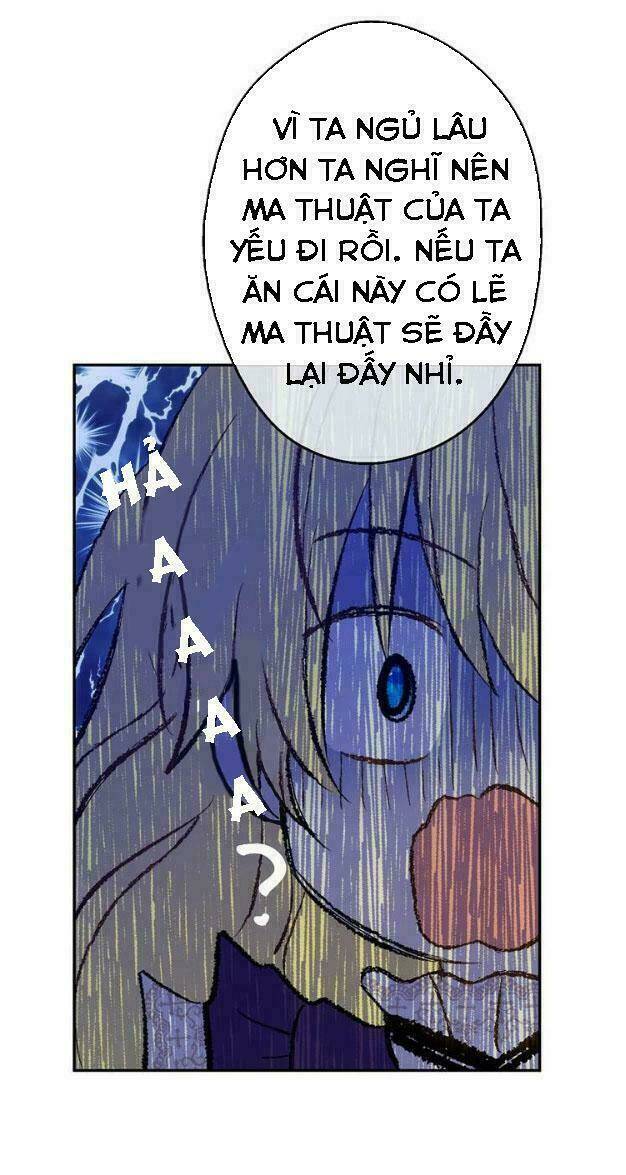 VÌ TA NGỦ LÂU
HƠN TA NGHĨ NÊN
MA THUẬT CỦA TA
YẾU ĐI RỒI. NẾU TA
ĂN CÁI NÀY CÓ LẼ
MA THUẬT SẼ ĐẦY
LẠI ĐẤY NHỈ.
HẢ A A A A?